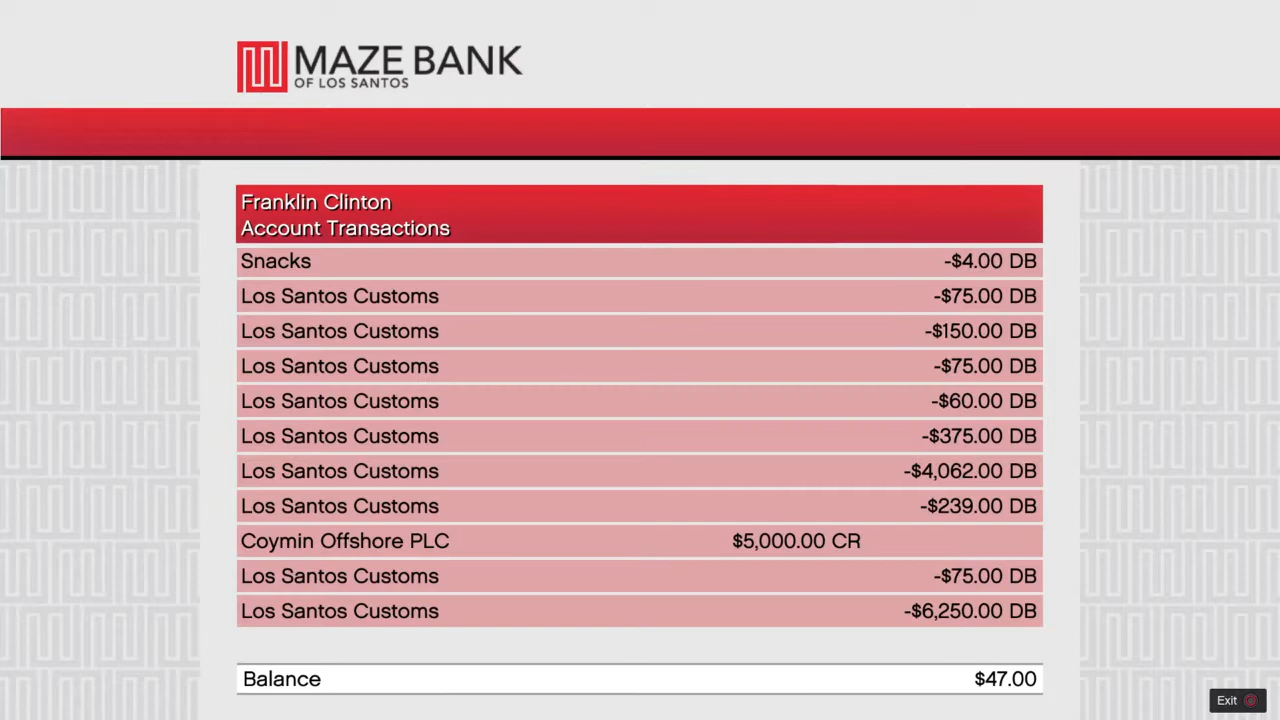 MAZE BANK
OF LOS SANTOS
Franklin Clinton
Account Transactions
Snacks -$4.00 DB
Los Santos Customs -$75.00 DB
Los Santos Customs -$150.00 DB
Los Santos Customs -$75.00 DB
Los Santos Customs -$60.00 DB
Los Santos Customs -$375.00 DB
Los Santos Customs -$4,062.00 DB
Los Santos Customs -$239.00 DB
Coymin Offshore PLC $5,000.00 CR
Los Santos Customs -$75.00 DB
Los Santos Customs -$6,250.00 DB
Balance $47.00
Exit